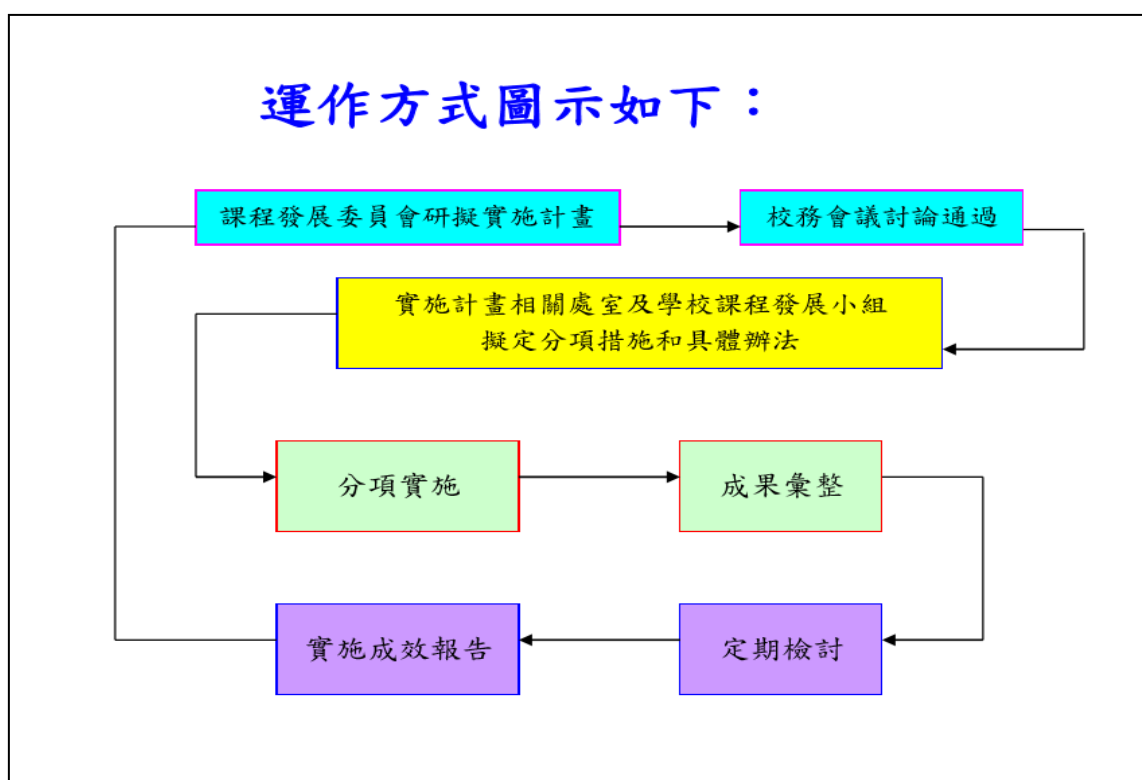 運作方式圖示如下：
課程發展委員會研擬實施計畫
校務會議討論通過
實施計畫相關處室及學校課程發展小組
擬定分項措施和具體辦法
分項實施
成果彙整
實施成效報告
定期檢討